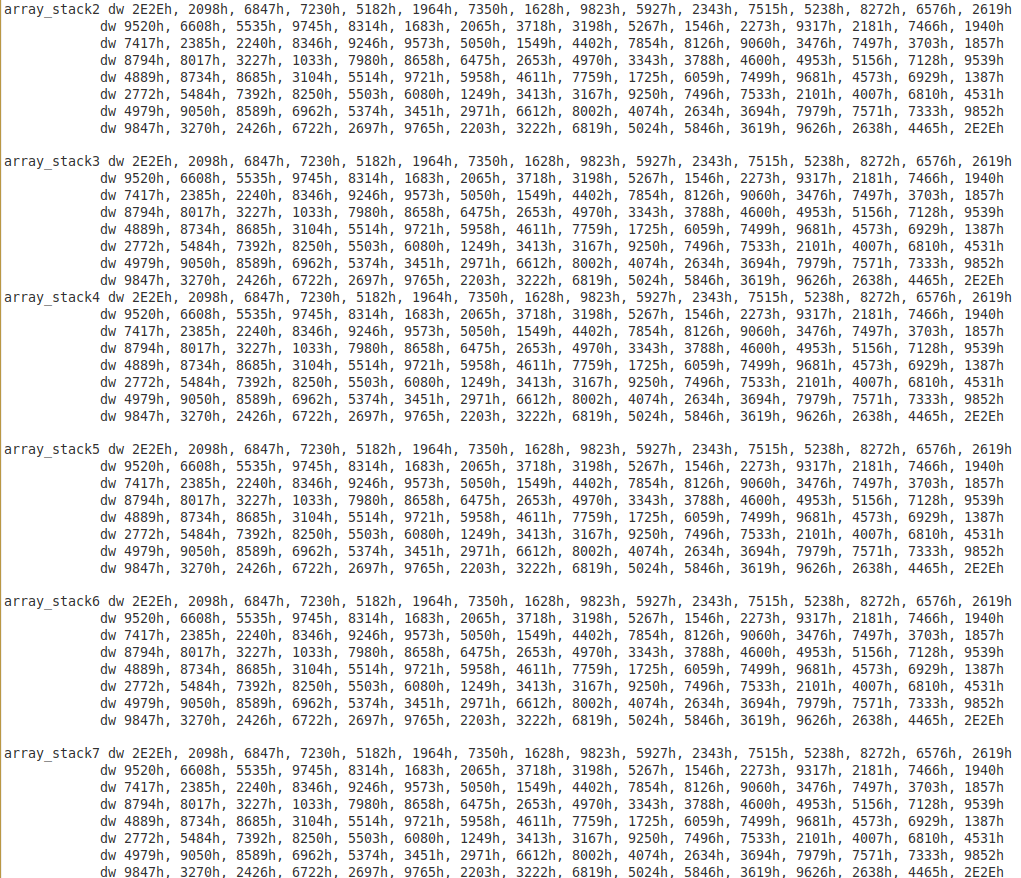 array_stack2 dw 2E2Eh, 2098h, 6847h, 7230h, 5182h, 1964h, 7350h, 1628h, 9823h, 5927h, 2343h, 7515h, 5238h, 8272h, 6576h, 2619h
dw 9520h, 6608h, 5535h, 9745h, 8314h, 1683h, 2065h, 3718h, 3198h, 5267h, 1546h, 2273h, 9317h, 2181h, 7466h, 1940h
dw 7417h, 2385h, 2240h, 8346h, 9246h, 9573h, 5050h, 1549h, 4402h, 7854h, 8126h, 9060h, 3476h, 7497h, 3703h, 1857h
dw 8794h, 8017h, 3227h, 1033h, 7980h, 8658h, 6475h, 2653h, 4970h, 3343h, 3788h, 4600h, 4953h, 5156h, 7128h, 9539h
dw 4889h, 8734h, 8685h, 3104h, 5514h, 9721h, 5958h, 4611h, 7759h, 1725h, 6059h, 7499h, 9681h, 4573h, 6929h, 1387h
dw 2772h, 5484h, 7392h, 8250h, 5503h, 6080h, 1249h, 3413h, 3167h, 9250h, 7496h, 7533h, 2101h, 4007h, 6810h, 4531h
dw 4979h, 9050h, 8589h, 6962h, 5374h, 3451h, 2971h, 6612h, 8002h, 4074h, 2634h, 3694h, 7979h, 7571h, 7333h, 9852h
dw 9847h, 3270h, 2426h, 6722h, 2697h, 9765h, 2203h, 3222h, 6819h, 5024h, 5846h, 3619h, 9626h, 2638h, 4465h, 2E2Eh
array_stack3 dw 2E2Eh, 2098h, 6847h, 7230h, 5182h, 1964h, 7350h, 1628h, 9823h, 5927h, 2343h, 7515h, 5238h, 8272h, 6576h, 2619h
dw 9520h, 6608h, 5535h, 9745h, 8314h, 1683h, 2065h, 3718h, 3198h, 5267h, 1546h, 2273h, 9317h, 2181h, 7466h, 1940h
dw 7417h, 2385h, 2240h, 8346h, 9246h, 9573h, 5050h, 1549h, 4402h, 7854h, 8126h, 9060h, 3476h, 7497h, 3703h, 1857h
dw 8794h, 8017h, 3227h, 1033h, 7980h, 8658h, 6475h, 2653h, 4970h, 3343h, 3788h, 4600h, 4953h, 5156h, 7128h, 9539h
dw 4889h, 8734h, 8685h, 3104h, 5514h, 9721h, 5958h, 4611h, 7759h, 1725h, 6059h, 7499h, 9681h, 4573h, 6929h, 1387h
dw 2772h, 5484h, 7392h, 8250h, 5503h, 6080h, 1249h, 3413h, 3167h, 9250h, 7496h, 7533h, 2101h, 4007h, 6810h, 4531h
dw 4979h, 9050h, 8589h, 6962h, 5374h, 3451h, 2971h, 6612h, 8002h, 4074h, 2634h, 3694h, 7979h, 7571h, 7333h, 9852h
dw 9847h, 3270h, 2426h, 6722h, 2697h, 9765h, 2203h, 3222h, 6819h, 5024h, 5846h, 3619h, 9626h, 2638h, 4465h, 2E2Eh
array_stack4 dw 2E2Eh, 2098h, 6847h, 7230h, 5182h, 1964h, 7350h, 1628h, 9823h, 5927h, 2343h, 7515h, 5238h, 8272h, 6576h, 2619h
dw 9520h, 6608h, 5535h, 9745h, 8314h, 1683h, 2065h, 3718h, 3198h, 5267h, 1546h, 2273h, 9317h, 2181h, 7466h, 1940h
dw 7417h, 2385h, 2240h, 8346h, 9246h, 9573h, 5050h, 1549h, 4402h, 7854h, 8126h, 9060h, 3476h, 7497h, 3703h, 1857h
dw 8794h, 8017h, 3227h, 1033h, 7980h, 8658h, 6475h, 2653h, 4970h, 3343h, 3788h, 4600h, 4953h, 5156h, 7128h, 9539h
dw 4889h, 8734h, 8685h, 3104h, 5514h, 9721h, 5958h, 4611h, 7759h, 1725h, 6059h, 7499h, 9681h, 4573h, 6929h, 1387h
dw 2772h, 5484h, 7392h, 8250h, 5503h, 6080h, 1249h, 3413h, 3167h, 9250h, 7496h, 7533h, 2101h, 4007h, 6810h, 4531h
dw 4979h, 9050h, 8589h, 6962h, 5374h, 3451h, 2971h, 6612h, 8002h, 4074h, 2634h, 3694h, 7979h, 7571h, 7333h, 9852h
dw 9847h, 3270h, 2426h, 6722h, 2697h, 9765h, 2203h, 3222h, 6819h, 5024h, 5846h, 3619h, 9626h, 2638h, 4465h, 2E2Eh
array_stack5 dw 2E2Eh, 2098h, 6847h, 7230h, 5182h, 1964h, 7350h, 1628h, 9823h, 5927h, 2343h, 7515h, 5238h, 8272h, 6576h, 2619h
dw 9520h, 6608h, 5535h, 9745h, 8314h, 1683h, 2065h, 3718h, 3198h, 5267h, 1546h, 2273h, 9317h, 2181h, 7466h, 1940h
dw 7417h, 2385h, 2240h, 8346h, 9246h, 9573h, 5050h, 1549h, 4402h, 7854h, 8126h, 9060h, 3476h, 7497h, 3703h, 1857h
dw 8794h, 8017h, 3227h, 1033h, 7980h, 8658h, 6475h, 2653h, 4970h, 3343h, 3788h, 4600h, 4953h, 5156h, 7128h, 9539h
dw 4889h, 8734h, 8685h, 3104h, 5514h, 9721h, 5958h, 4611h, 7759h, 1725h, 6059h, 7499h, 9681h, 4573h, 6929h, 1387h
dw 2772h, 5484h, 7392h, 8250h, 5503h, 6080h, 1249h, 3413h, 3167h, 9250h, 7496h, 7533h, 2101h, 4007h, 6810h, 4531h
dw 4979h, 9050h, 8589h, 6962h, 5374h, 3451h, 2971h, 6612h, 8002h, 4074h, 2634h, 3694h, 7979h, 7571h, 7333h, 9852h
dw 9847h, 3270h, 2426h, 6722h, 2697h, 9765h, 2203h, 3222h, 6819h, 5024h, 5846h, 3619h, 9626h, 2638h, 4465h, 2E2Eh
array_stack6 dw 2E2Eh, 2098h, 6847h, 7230h, 5182h, 1964h, 7350h, 1628h, 9823h, 5927h, 2343h, 7515h, 5238h, 8272h, 6576h, 2619h
dw 9520h, 6608h, 5535h, 9745h, 8314h, 1683h, 2065h, 3718h, 3198h, 5267h, 1546h, 2273h, 9317h, 2181h, 7466h, 1940h
dw 7417h, 2385h, 2240h, 8346h, 9246h, 9573h, 5050h, 1549h, 4402h, 7854h, 8126h, 9060h, 3476h, 7497h, 3703h, 1857h
dw 8794h, 8017h, 3227h, 1033h, 7980h, 8658h, 6475h, 2653h, 4970h, 3343h, 3788h, 4600h, 4953h, 5156h, 7128h, 9539h
dw 4889h, 8734h, 8685h, 3104h, 5514h, 9721h, 5958h, 4611h, 7759h, 1725h, 6059h, 7499h, 9681h, 4573h, 6929h, 1387h
dw 2772h, 5484h, 7392h, 8250h, 5503h, 6080h, 1249h, 3413h, 3167h, 9250h, 7496h, 7533h, 2101h, 4007h, 6810h, 4531h
dw 4979h, 9050h, 8589h, 6962h, 5374h, 3451h, 2971h, 6612h, 8002h, 4074h, 2634h, 3694h, 7979h, 7571h, 7333h, 9852h
dw 9847h, 3270h, 2426h, 6722h, 2697h, 9765h, 2203h, 3222h, 6819h, 5024h, 5846h, 3619h, 9626h, 2638h, 4465h, 2E2Eh
array_stack7 dw 2E2Eh, 2098h, 6847h, 7230h, 5182h, 1964h, 7350h, 1628h, 9823h, 5927h, 2343h, 7515h, 5238h, 8272h, 6576h, 2619h
dw 9520h, 6608h, 5535h, 9745h, 8314h, 1683h, 2065h, 3718h, 3198h, 5267h, 1546h, 2273h, 9317h, 2181h, 7466h, 1940h
dw 7417h, 2385h, 2240h, 8346h, 9246h, 9573h, 5050h, 1549h, 4402h, 7854h, 8126h, 9060h, 3476h, 7497h, 3703h, 1857h
dw 8794h, 8017h, 3227h, 1033h, 7980h, 8658h, 6475h, 2653h, 4970h, 3343h, 3788h, 4600h, 4953h, 5156h, 7128h, 9539h
dw 4889h, 8734h, 8685h, 3104h, 5514h, 9721h, 5958h, 4611h, 7759h, 1725h, 6059h, 7499h, 9681h, 4573h, 6929h, 1387h
dw 2772h, 5484h, 7392h, 8250h, 5503h, 6080h, 1249h, 3413h, 3167h, 9250h, 7496h, 7533h, 2101h, 4007h, 6810h, 4531h
dw 4979h, 9050h, 8589h, 6962h, 5374h, 3451h, 2971h, 6612h, 8002h, 4074h, 2634h, 3694h, 7979h, 7571h, 7333h, 9852h
dw 9847h, 3270h, 2426h, 6722h, 2697h, 9765h, 2203h, 3222h, 6819h, 5024h, 5846h, 3619h, 9626h, 2638h, 4465h, 2E2Eh